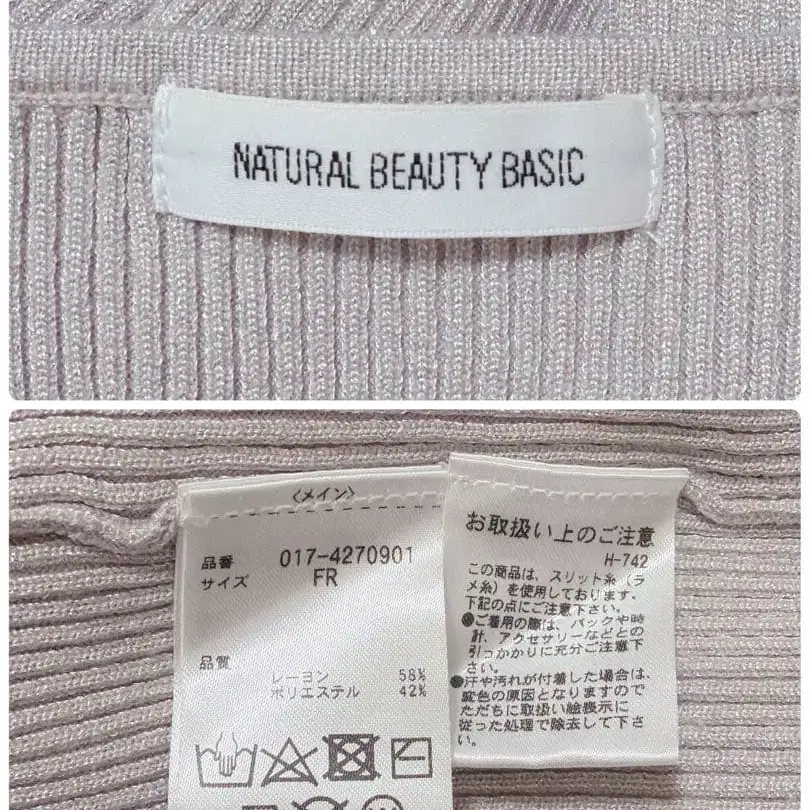 NATURAL BEAUTY BASIC
〈メイン〉
品番 017-4270901
サイズ FR
品質
レーヨン 58%
ポリエステル 42%
お取扱い上のご注意
H-742
この商品は、スリット糸（ラ
メ糸）を使用しております。
下記の点にご注意下さい。
●ご着用の際は、バックや時
計、アクセサリーなどとの
引っかかりに充分ご注意下
さい。
●汗や汚れが付着した場合は、
変色の原因となりますので
ただちに取扱い絵表示に
従った処理で除去して下さ
い。